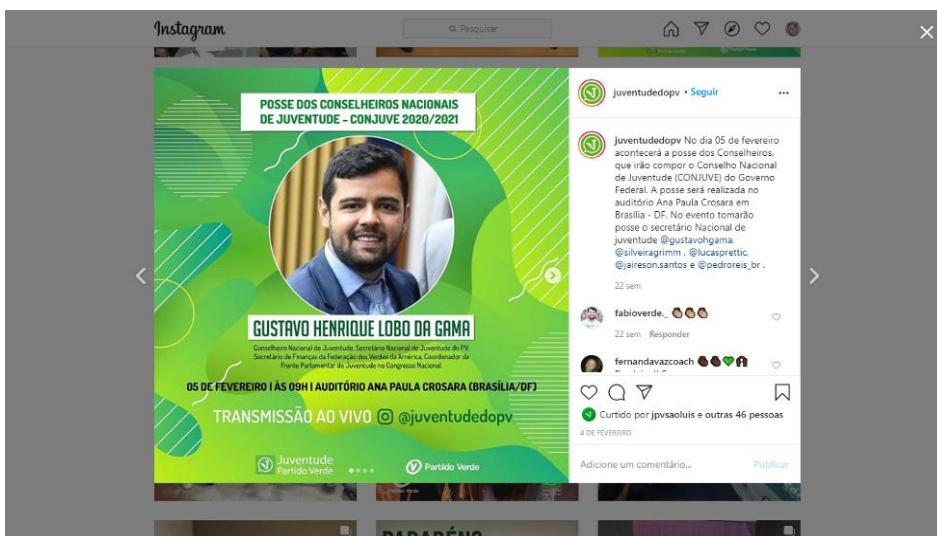 Instagram
Pesquisar
POSSE DOS CONSELHEIROS NACIONAIS
DE JUVENTUDE – CONJUVE 2020/2021
GUSTAVO HENRIQUE LOBO DA GAMA
Conselheiro Nacional de Juventude, Secretário Nacional de Juventude do PV,
Secretário de Finanças da Federação dos Verdes da América, Coordenador da
Frente Parlamentar da Juventude no Congresso Nacional.
05 DE FEVEREIRO I ÀS 09H I AUDITÓRIO ANA PAULA CROSARA (BRASÍLIA/DF)
TRANSMISSÃO AO VIVO @juventudedopv
Juventude
Partido Verde
Partido Verde
juventudedopv • Seguir
juventudedopv No dia 05 de fevereiro
acontecerá a posse dos Conselheiros,
que irão compor o Conselho Nacional
de Juventude (CONJUVE) do Governo
Federal. A posse será realizada no
auditório Ana Paula Crosara em
Brasília - DF. No evento tomarão
posse o secretário Nacional de
juventude @gustavohgama,
@silveiragrimm , @lucasprettic,
@jaireson.santos e @pedroreis_br .
22 sem
fabioverde._
22 sem Responder
fernandavazcoach
Curtido por jpvsaoluis e outras 46 pessoas
4 DE FEVEREIRO
Adicione um comentário...
Publicar